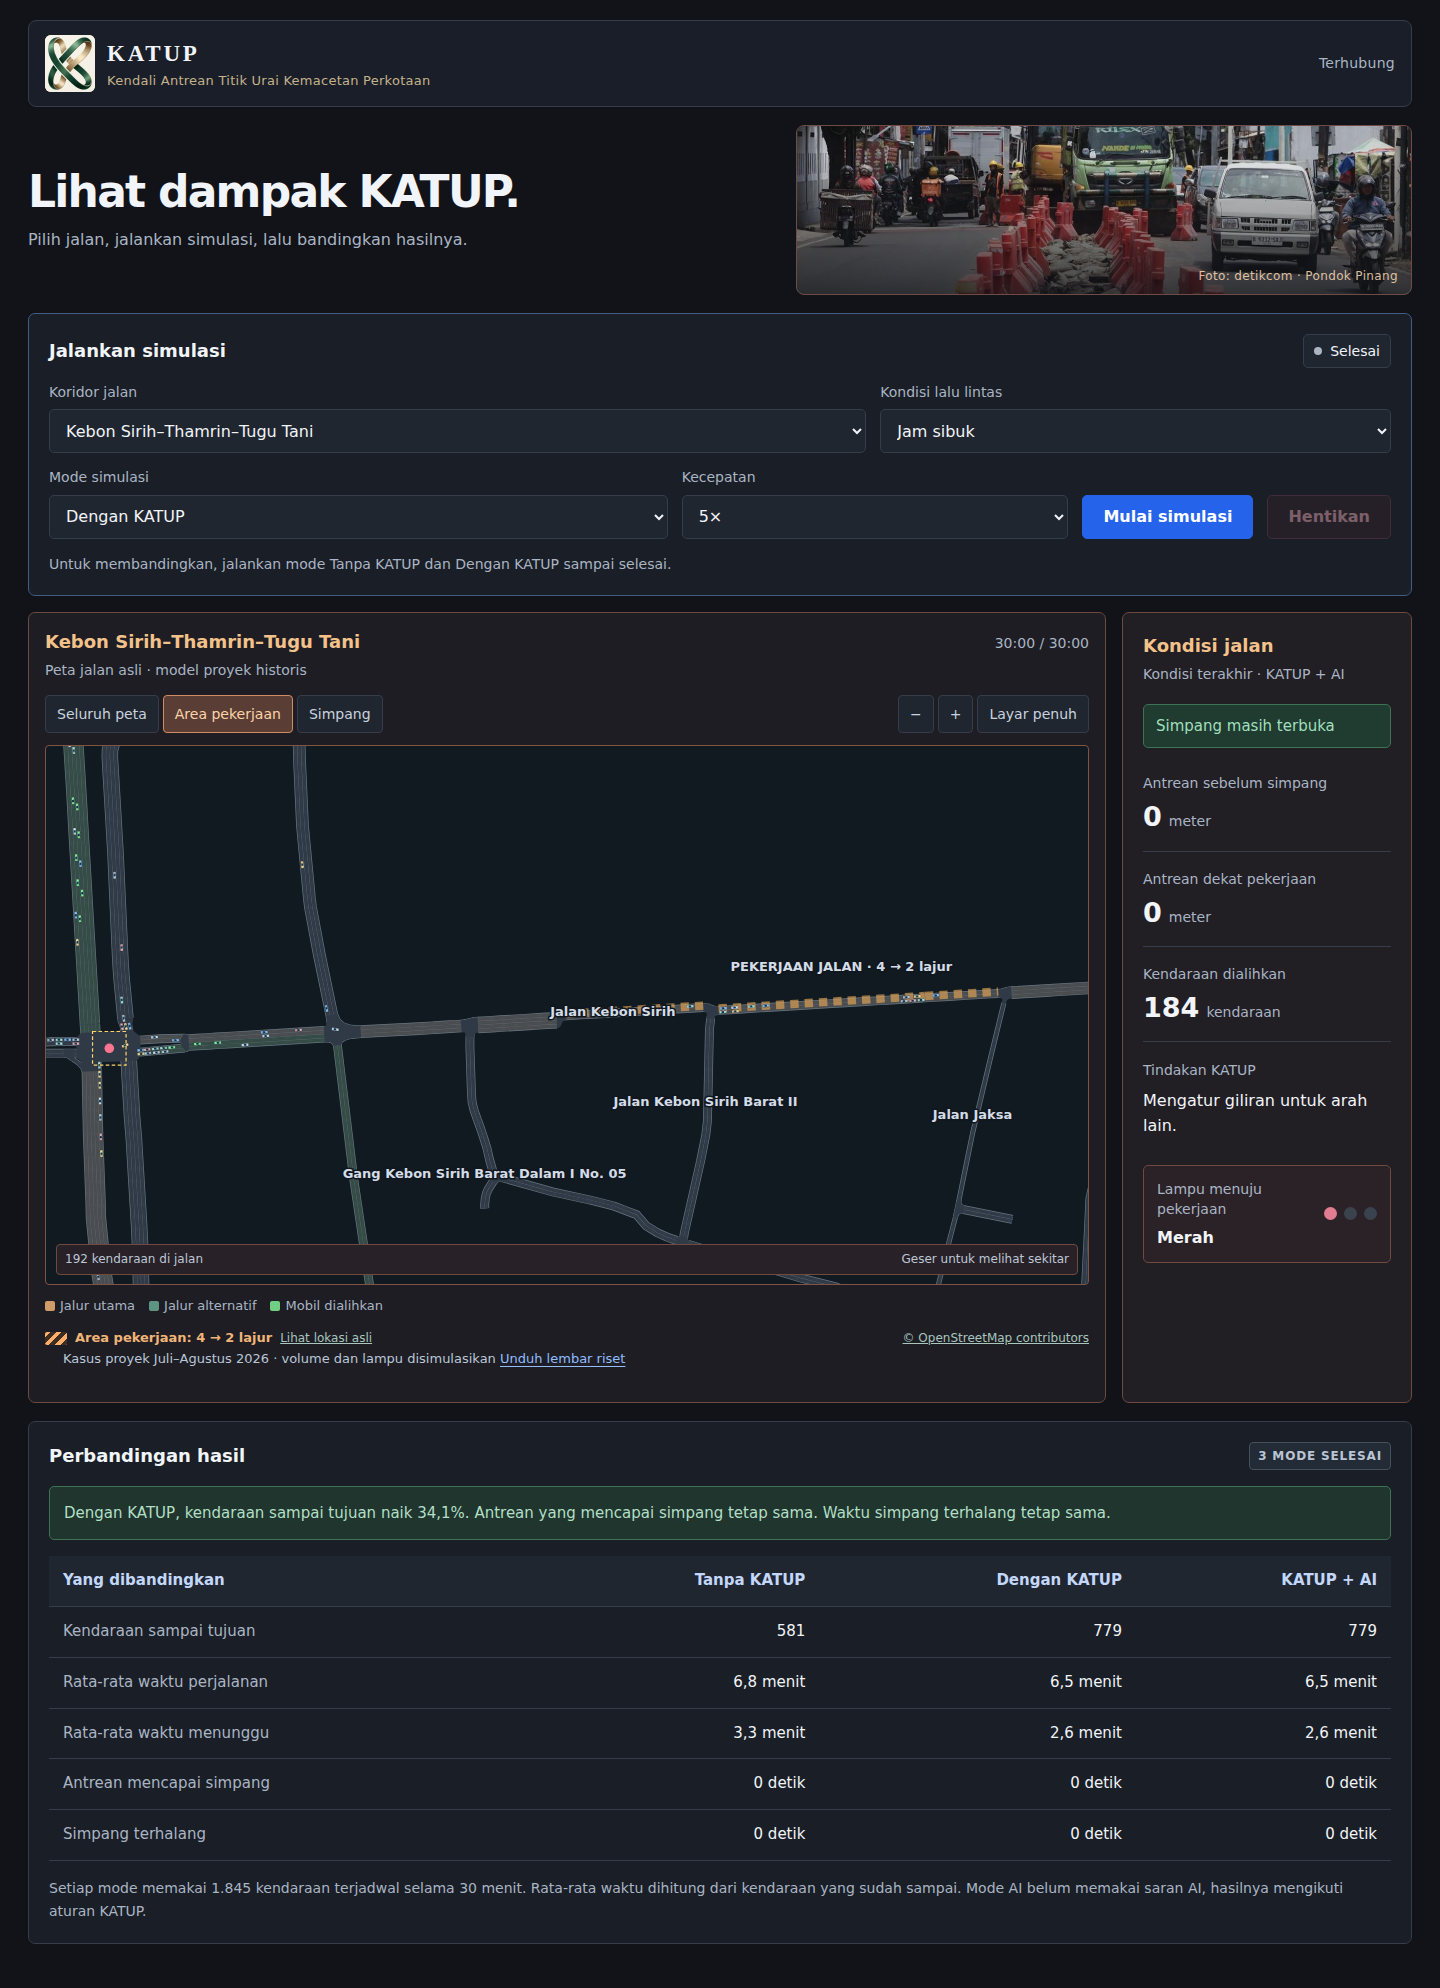 KATUP
Kendali Antrean Titik Urai Kemacetan Perkotaan
Terhubung
Lihat dampak KATUP.
Pilih jalan, jalankan simulasi, lalu bandingkan hasilnya.
Foto: detikcom · Pondok Pinang
Jalankan simulasi
Selesai
Koridor jalan
Kondisi lalu lintas
Kebon Sirih–Thamrin–Tugu Tani
Jam sibuk
Mode simulasi
Kecepatan
Dengan KATUP
5×
Mulai simulasi
Hentikan
Untuk membandingkan, jalankan mode Tanpa KATUP dan Dengan KATUP sampai selesai.
Kebon Sirih–Thamrin–Tugu Tani
30:00 / 30:00
Peta jalan asli · model proyek historis
Seluruh peta
Area pekerjaan
Simpang
−
+
Layar penuh
PEKERJAAN JALAN · 4 → 2 lajur
Jalan Kebon Sirih
Jalan Kebon Sirih Barat II
Jalan Jaksa
Gang Kebon Sirih Barat Dalam I No. 05
192 kendaraan di jalan
Geser untuk melihat sekitar
Jalur utama
Jalur alternatif
Mobil dialihkan
Area pekerjaan: 4 → 2 lajur Lihat lokasi asli
© OpenStreetMap contributors
Kasus proyek Juli–Agustus 2026 · volume dan lampu disimulasikan Unduh lembar riset
Kondisi jalan
Kondisi terakhir · KATUP + AI
Simpang masih terbuka
Antrean sebelum simpang
0 meter
Antrean dekat pekerjaan
0 meter
Kendaraan dialihkan
184 kendaraan
Tindakan KATUP
Mengatur giliran untuk arah
lain.
Lampu menuju
pekerjaan
Merah
Perbandingan hasil
3 MODE SELESAI
Dengan KATUP, kendaraan sampai tujuan naik 34,1%. Antrean yang mencapai simpang tetap sama. Waktu simpang terhalang tetap sama.
Yang dibandingkan Tanpa KATUP Dengan KATUP KATUP + AI
Kendaraan sampai tujuan 581 779 779
Rata-rata waktu perjalanan 6,8 menit 6,5 menit 6,5 menit
Rata-rata waktu menunggu 3,3 menit 2,6 menit 2,6 menit
Antrean mencapai simpang 0 detik 0 detik 0 detik
Simpang terhalang 0 detik 0 detik 0 detik
Setiap mode memakai 1.845 kendaraan terjadwal selama 30 menit. Rata-rata waktu dihitung dari kendaraan yang sudah sampai. Mode AI belum memakai saran AI, hasilnya mengikuti
aturan KATUP.